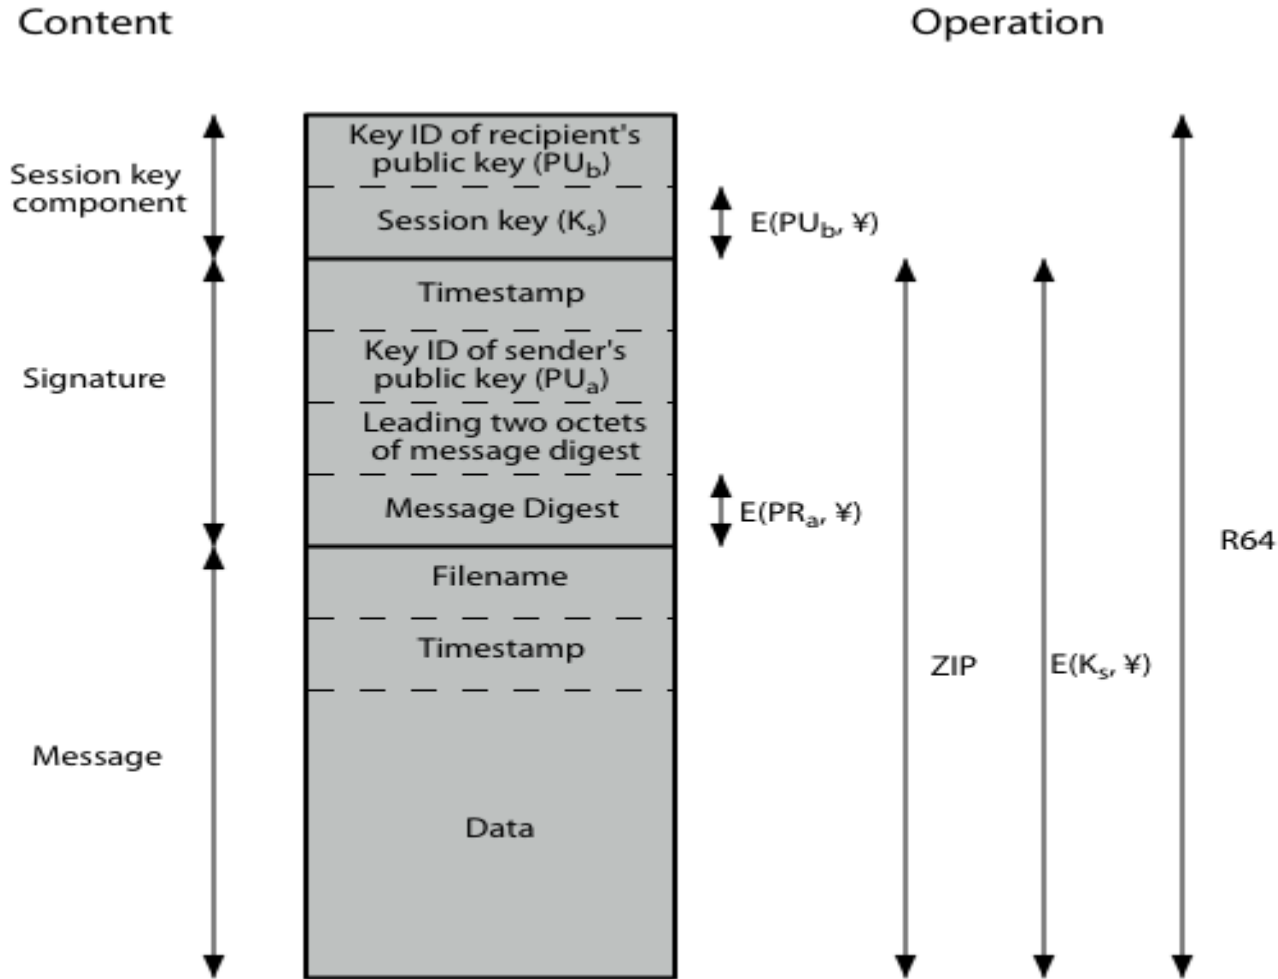 Content
Operation
Session key
component
Key ID of recipient's
public key (PUb)
Session key (Ks)
E(PUb, ¥)
Signature
Timestamp
Key ID of sender's
public key (PUa)
Leading two octets
of message digest
Message Digest
E(PRa, ¥)
Message
Filename
Timestamp
Data
ZIP
E(Ks, ¥)
R64